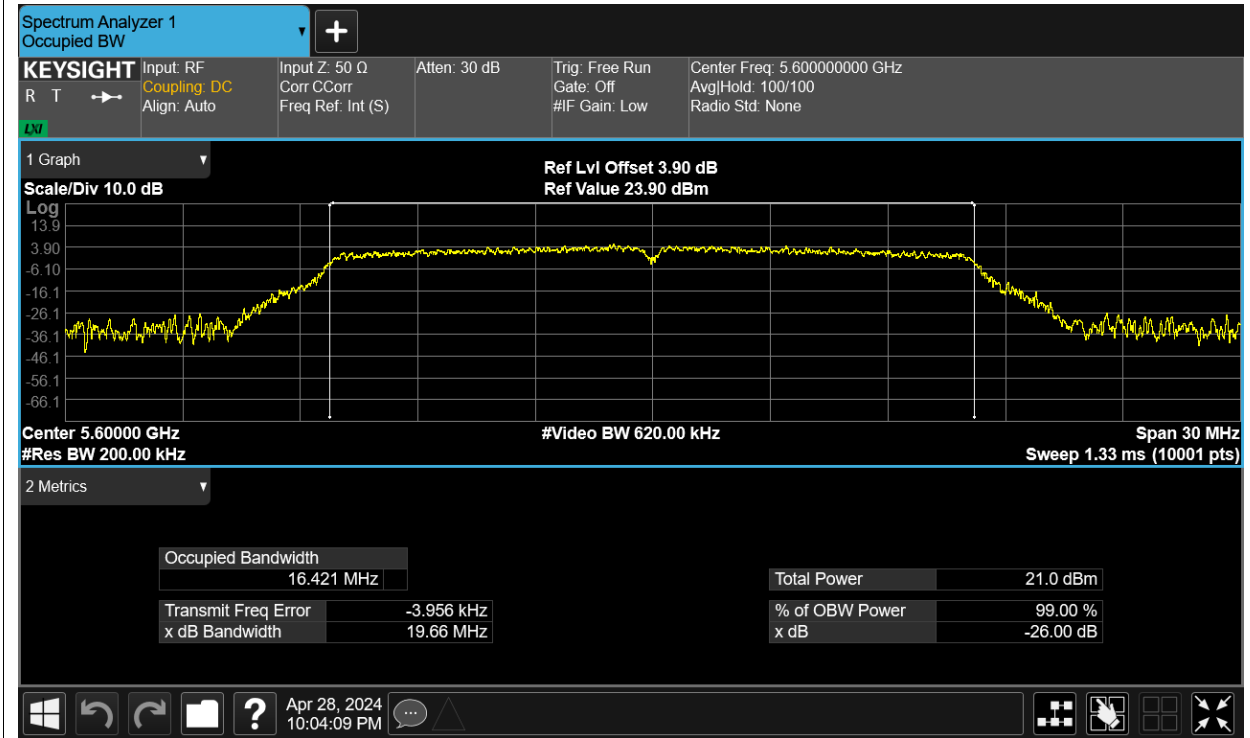 Spectrum Analyzer 1
Occupied BW
KEYSIGHT
R T
LXI
Input: RF
Coupling: DC
Align: Auto
Input Z: 50 Ω
Corr CCorr
Freq Ref: Int (S)
Atten: 30 dB
Trig: Free Run
Gate: Off
#IF Gain: Low
Center Freq: 5.600000000 GHz
Avg|Hold: 100/100
Radio Std: None
1 Graph
Scale/Div 10.0 dB
Ref Lvl Offset 3.90 dB
Ref Value 23.90 dBm
Log
13.9
3.90
-6.10
-16.1
-26.1
-36.1
-46.1
-56.1
-66.1
Center 5.60000 GHz
#Res BW 200.00 kHz
#Video BW 620.00 kHz
Span 30 MHz
Sweep 1.33 ms (10001 pts)
2 Metrics
Occupied Bandwidth
16.421 MHz
Transmit Freq Error -3.956 kHz
x dB Bandwidth 19.66 MHz
Total Power 21.0 dBm
% of OBW Power 99.00 %
x dB -26.00 dB
?
Apr 28, 2024
10:04:09 PM